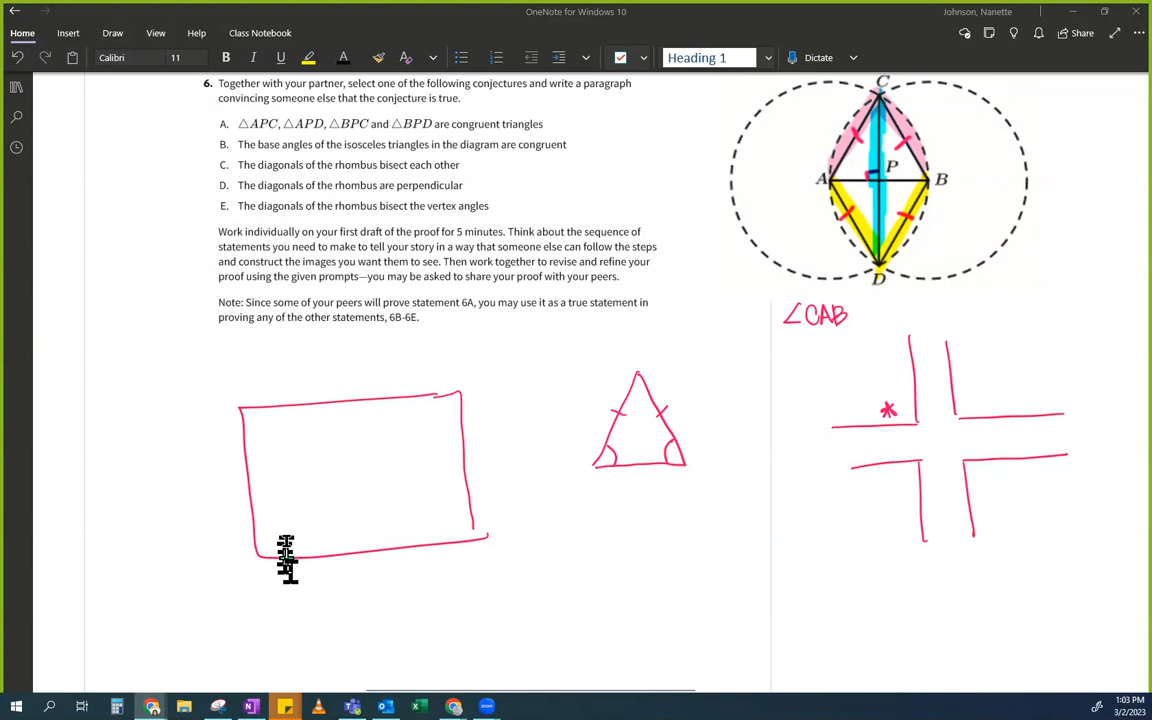 OneNote for Windows 10
Johnson, Nanette
Home Insert Draw View Help Class Notebook
Share
Calibri 11 B I U A Heading 1 Dictate
6. Together with your partner, select one of the following conjectures and write a paragraph
convincing someone else that the conjecture is true.
A. △APC, △APD, △BPC and △BPD are congruent triangles
B. The base angles of the isosceles triangles in the diagram are congruent
C. The diagonals of the rhombus bisect each other
D. The diagonals of the rhombus are perpendicular
E. The diagonals of the rhombus bisect the vertex angles
Work individually on your first draft of the proof for 5 minutes. Think about the sequence of
statements you need to make to tell your story in a way that someone else can follow the steps
and construct the images you want them to see. Then work together to revise and refine your
proof using the given prompts—you may be asked to share your proof with your peers.
Note: Since some of your peers will prove statement 6A, you may use it as a true statement in
proving any of the other statements, 6B-6E.
C
P
A
B
D
∠CAB
*
1:03 PM
3/2/2023